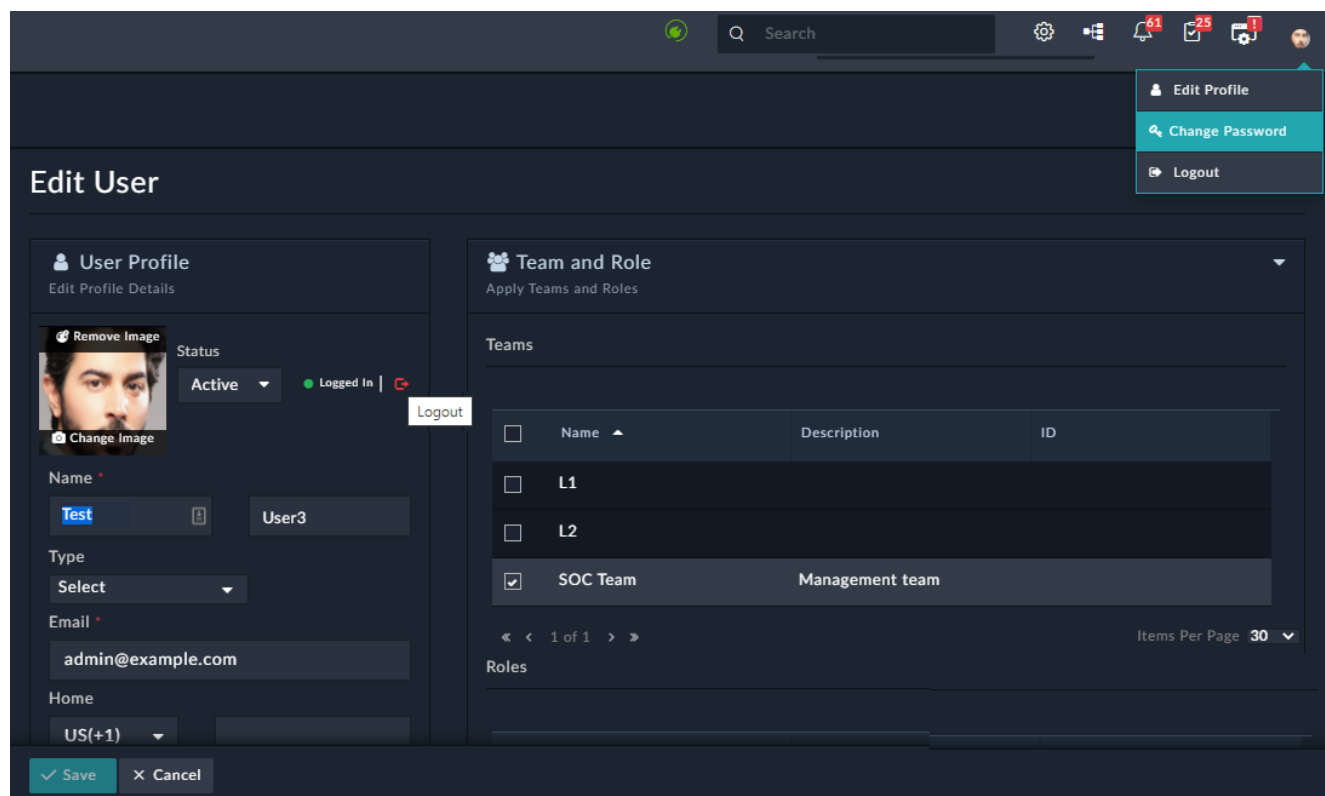 Search
61
25
!
Edit Profile
Change Password
Logout
Edit User
User Profile
Edit Profile Details
Remove Image
Change Image
Status
Active
Logged In |
Logout
Name *
Test
User3
Type
Select
Email *
admin@example.com
Home
US(+1)
Team and Role
Apply Teams and Roles
Teams
Name Description ID
L1
L2
SOC Team Management team
« < 1 of 1 > » Items Per Page 30
Roles
Save × Cancel